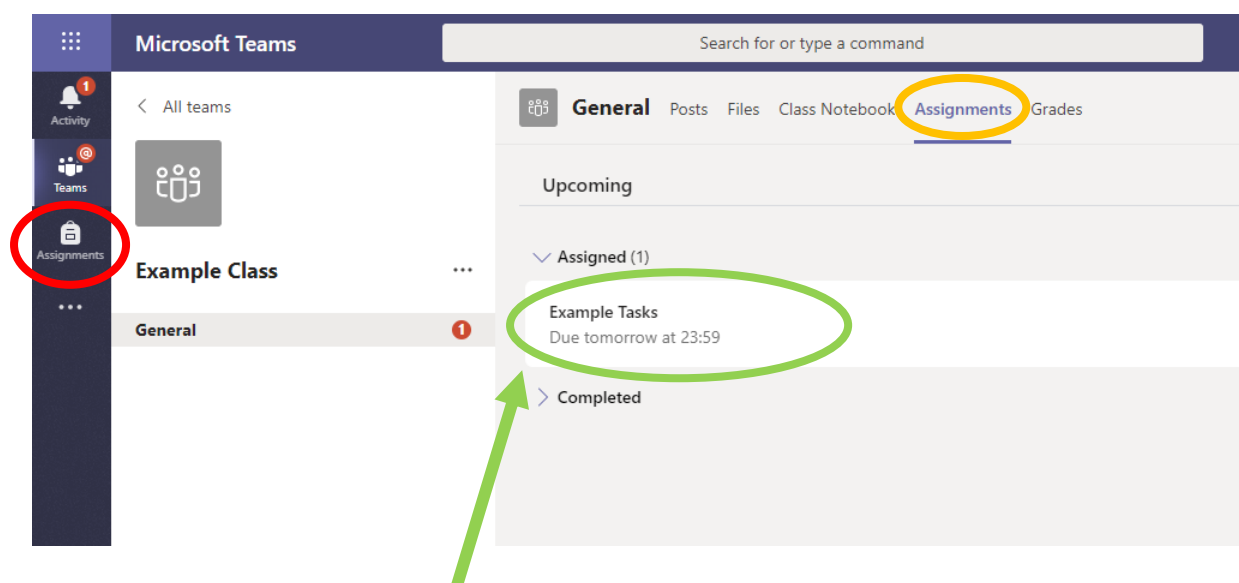 Microsoft Teams
Search for or type a command
1
Activity
@
Teams
Assignments
All teams
Example Class
General
1
General Posts Files Class Notebook Assignments Grades
Upcoming
Assigned (1)
Example Tasks
Due tomorrow at 23:59
Completed